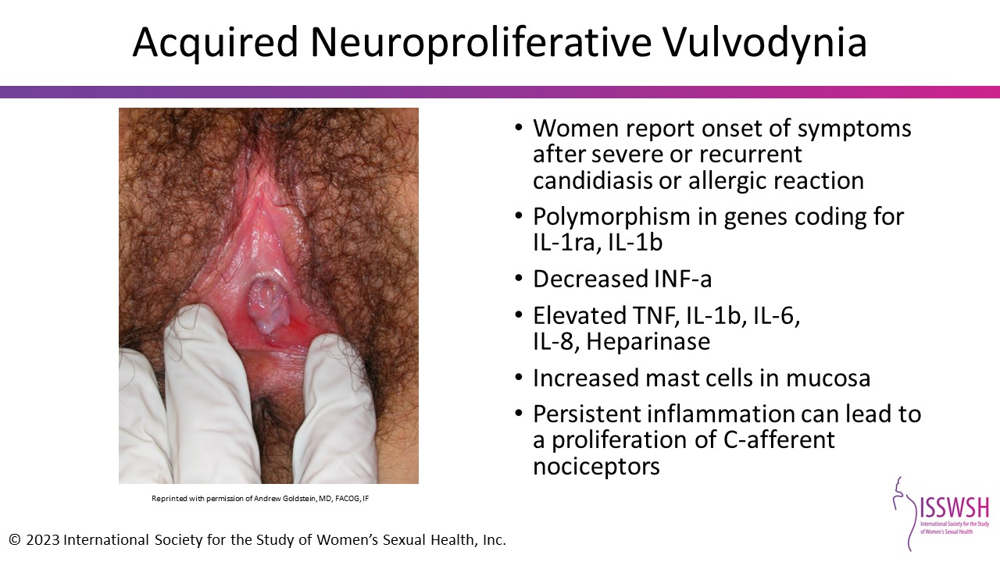 Acquired Neuroproliferative Vulvodynia
• Women report onset of symptoms
after severe or recurrent
candidiasis or allergic reaction
• Polymorphism in genes coding for
IL-1ra, IL-1b
• Decreased INF-a
• Elevated TNF, IL-1b, IL-6,
IL-8, Heparinase
• Increased mast cells in mucosa
• Persistent inflammation can lead to
a proliferation of C-afferent
nociceptors
Reprinted with permission of Andrew Goldstein, MD, FACOG, IF
ISSWSH
International Society for the Study
of Women's Sexual Health
© 2023 International Society for the Study of Women’s Sexual Health, Inc.